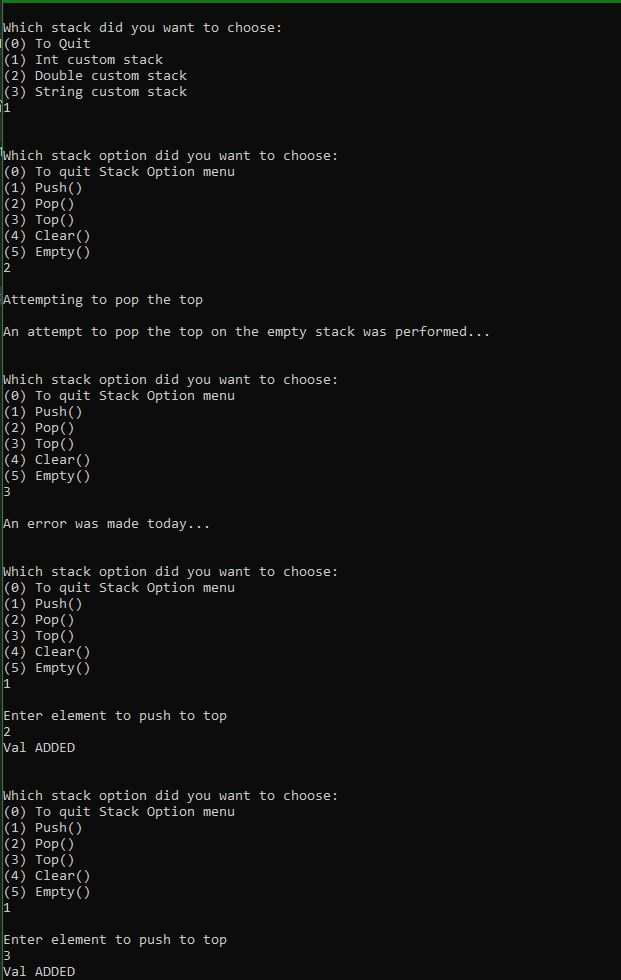 Which stack did you want to choose:
(0) To Quit
(1) Int custom stack
(2) Double custom stack
(3) String custom stack
1
Which stack option did you want to choose:
(0) To quit Stack Option menu
(1) Push()
(2) Pop()
(3) Top()
(4) Clear()
(5) Empty()
2
Attempting to pop the top
An attempt to pop the top on the empty stack was performed...
Which stack option did you want to choose:
(0) To quit Stack Option menu
(1) Push()
(2) Pop()
(3) Top()
(4) Clear()
(5) Empty()
3
An error was made today...
Which stack option did you want to choose:
(0) To quit Stack Option menu
(1) Push()
(2) Pop()
(3) Top()
(4) Clear()
(5) Empty()
1
Enter element to push to top
2
Val ADDED
Which stack option did you want to choose:
(0) To quit Stack Option menu
(1) Push()
(2) Pop()
(3) Top()
(4) Clear()
(5) Empty()
1
Enter element to push to top
3
Val ADDED